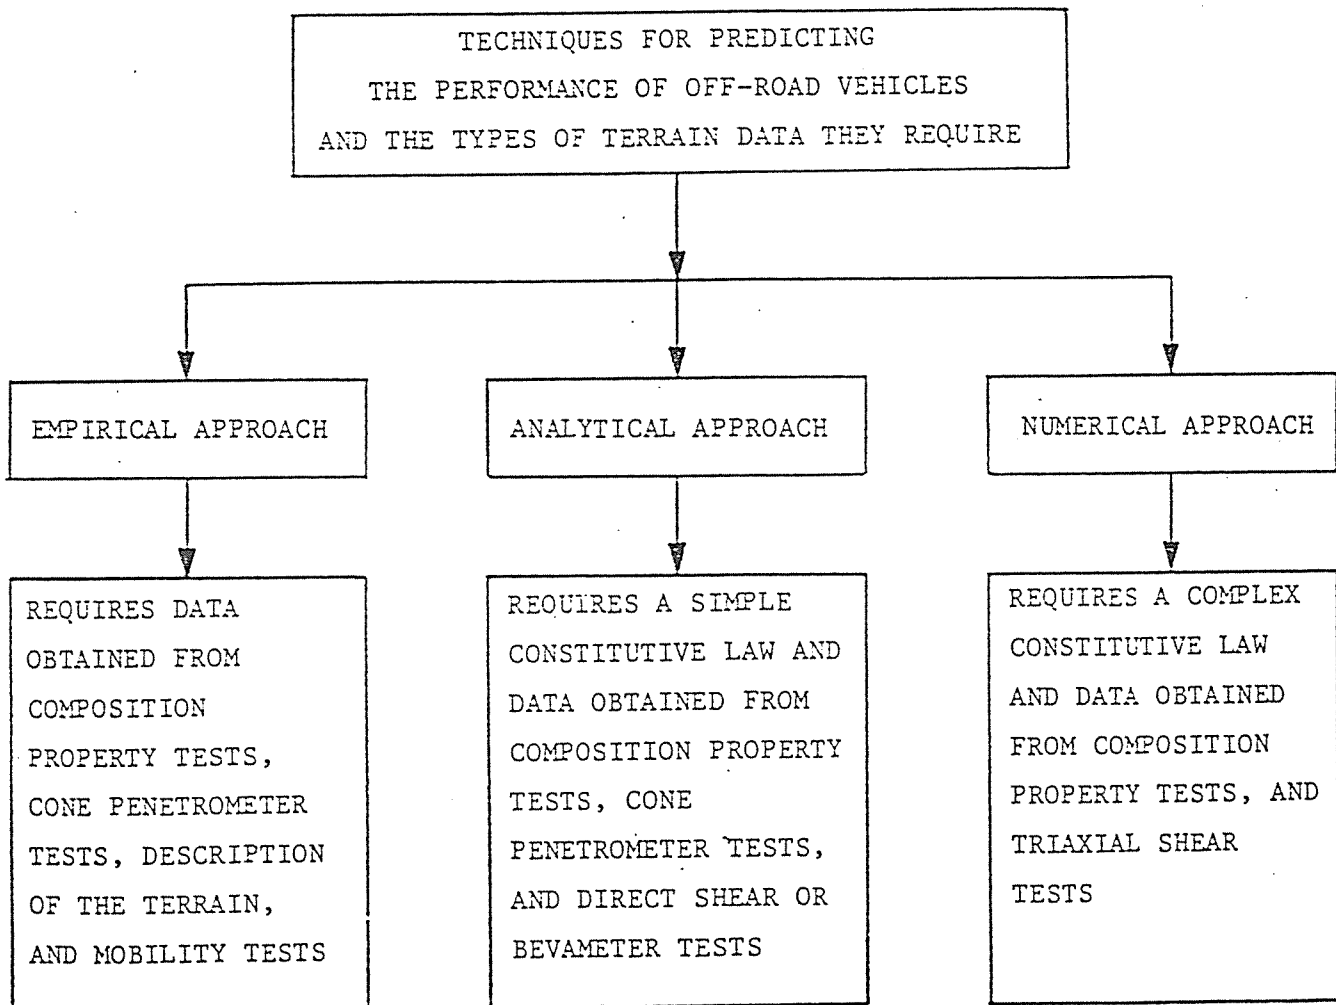 TECHNIQUES FOR PREDICTING
THE PERFORMANCE OF OFF-ROAD VEHICLES
AND THE TYPES OF TERRAIN DATA THEY REQUIRE
EMPIRICAL APPROACH
ANALYTICAL APPROACH
NUMERICAL APPROACH
REQUIRES DATA
OBTAINED FROM
COMPOSITION
PROPERTY TESTS,
CONE PENETROMETER
TESTS, DESCRIPTION
OF THE TERRAIN,
AND MOBILITY TESTS
REQUIRES A SIMPLE
CONSTITUTIVE LAW AND
DATA OBTAINED FROM
COMPOSITION PROPERTY
TESTS, CONE
PENETROMETER TESTS,
AND DIRECT SHEAR OR
BEVAMETER TESTS
REQUIRES A COMPLEX
CONSTITUTIVE LAW
AND DATA OBTAINED
FROM COMPOSITION
PROPERTY TESTS, AND
TRIAXIAL SHEAR
TESTS